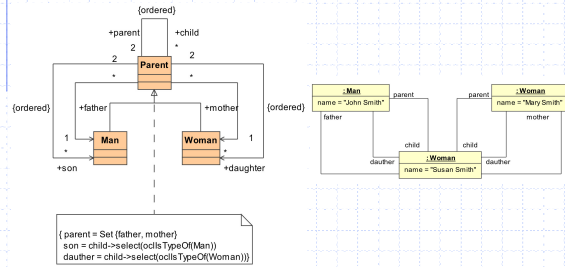 {ordered}
+parent
+child
2
*
2
2
Parent
*
*
{ordered}
+father
+mother
{ordered}
1
Man
Woman
1
*
*
+son
+daughter
{ parent = Set {father, mother}
son = child->select(oclIsTypeOf(Man))
dauther = child->select(oclIsTypeOf(Woman))}
: Man
name = "John Smith"
: Woman
name = "Mary Smith"
parent
parent
father
mother
child
child
dauther
dauther
: Woman
name = "Susan Smith"